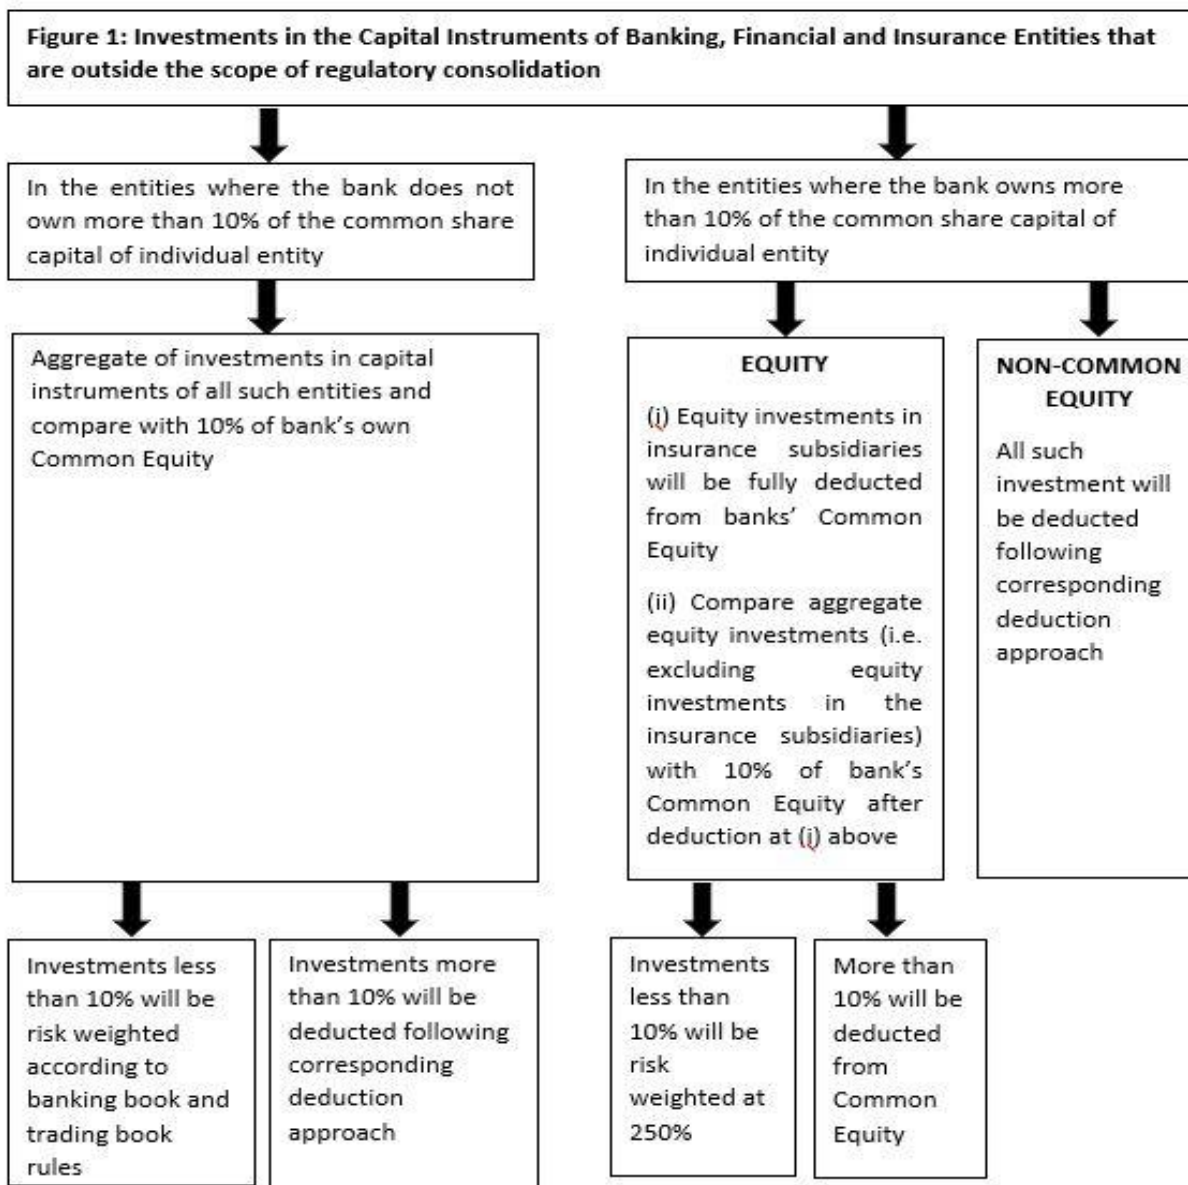 Figure 1: Investments in the Capital Instruments of Banking, Financial and Insurance Entities that
are outside the scope of regulatory consolidation
In the entities where the bank does not
own more than 10% of the common share
capital of individual entity
In the entities where the bank owns more
than 10% of the common share capital of
individual entity
Aggregate of investments in capital
instruments of all such entities and
compare with 10% of bank's own
Common Equity
EQUITY
(i) Equity investments in
insurance subsidiaries
will be fully deducted
from banks' Common
Equity
(ii) Compare aggregate
equity investments (i.e.
excluding equity
investments in the
insurance subsidiaries)
with 10% of bank's
Common Equity after
deduction at (i) above
NON-COMMON
EQUITY
All such
investment will
be deducted
following
corresponding
deduction
approach
Investments less
than 10% will be
risk weighted
according to
banking book and
trading book
rules
Investments more
than 10% will be
deducted following
corresponding
deduction
approach
Investments
less than
10% will be
risk
weighted at
250%
More than
10% will be
deducted
from
Common
Equity